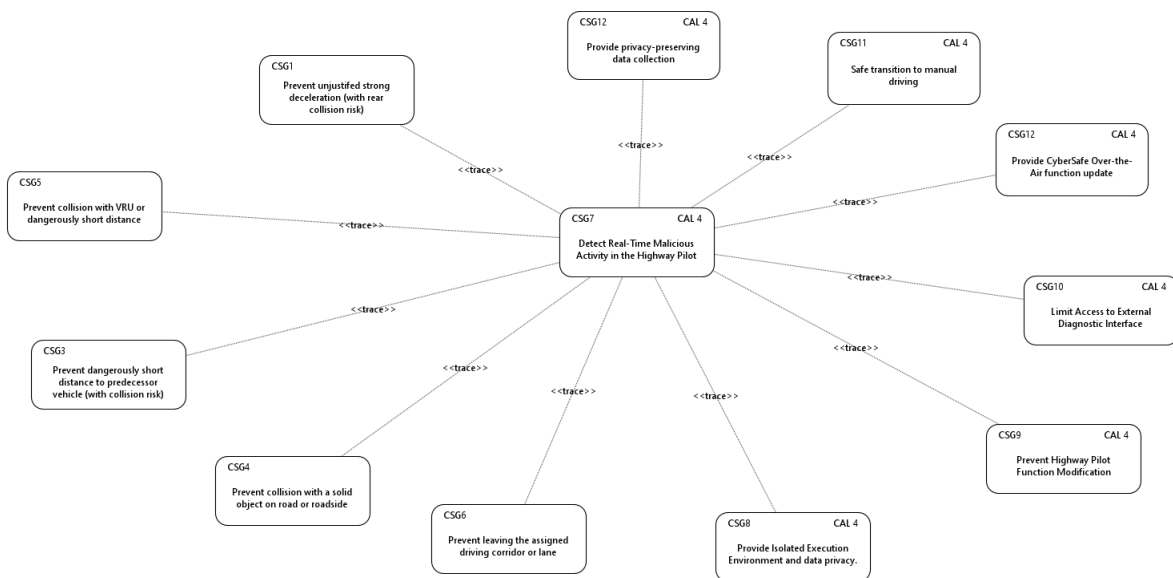 CSG12 CAL 4
Provide privacy-preserving
data collection
CSG11 CAL 4
Safe transition to manual
driving
CSG1
Prevent unjustifed strong
deceleration (with rear
collision risk)
CSG12 CAL 4
Provide CyberSafe Over-the-
Air function update
<<trace>>
<<trace>>
<<trace>>
<<trace>>
CSG5
Prevent collision with VRU or
dangerously short distance
<<trace>>
CSG7 CAL 4
Detect Real-Time Malicious
Activity in the Highway Pilot
<<trace>>
CSG10 CAL 4
Limit Access to External
Diagnostic Interface
<<trace>>
<<trace>>
CSG3
Prevent dangerously short
distance to predecessor
vehicle (with collision risk)
<<trace>>
<<trace>>
<<trace>>
CSG9 CAL 4
Prevent Highway Pilot
Function Modification
CSG4
Prevent collision with a solid
object on road or roadside
CSG6
Prevent leaving the assigned
driving corridor or lane
CSG8 CAL 4
Provide Isolated Execution
Environment and data privacy.